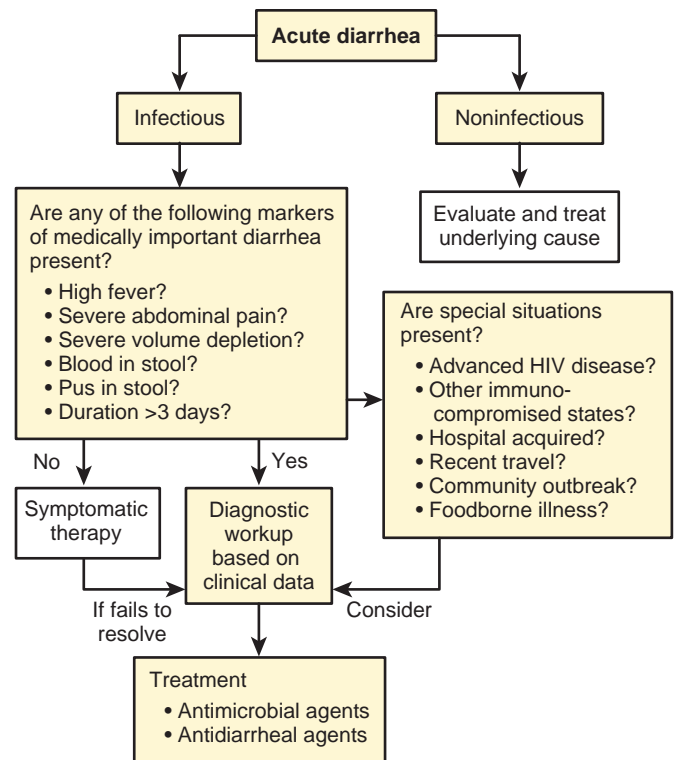 Acute diarrhea
Infectious
Noninfectious
Are any of the following markers
of medically important diarrhea
present?
• High fever?
• Severe abdominal pain?
• Severe volume depletion?
• Blood in stool?
• Pus in stool?
• Duration >3 days?
Evaluate and treat
underlying cause
Are special situations
present?
• Advanced HIV disease?
• Other immuno-
compromised states?
• Hospital acquired?
• Recent travel?
• Community outbreak?
• Foodborne illness?
No
Yes
Symptomatic
therapy
Diagnostic
workup
based on
clinical data
If fails to
resolve
Consider
Treatment
• Antimicrobial agents
• Antidiarrheal agents